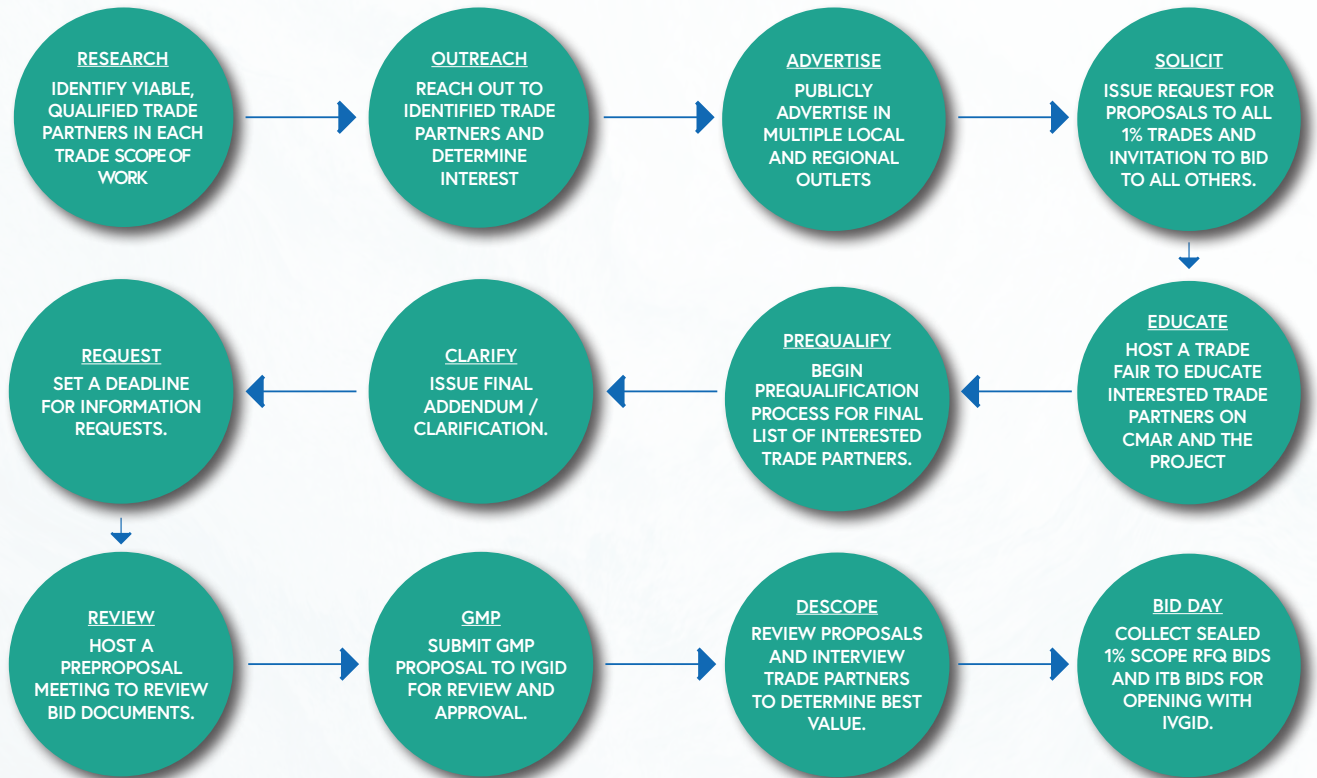 RESEARCH
IDENTIFY VIABLE,
QUALIFIED TRADE
PARTNERS IN EACH
TRADE SCOPE OF
WORK
OUTREACH
REACH OUT TO
IDENTIFIED TRADE
PARTNERS AND
DETERMINE
INTEREST
ADVERTISE
PUBLICLY
ADVERTISE IN
MULTIPLE LOCAL
AND REGIONAL
OUTLETS
SOLICIT
ISSUE REQUEST FOR
PROPOSALS TO ALL
1% TRADES AND
INVITATION TO BID
TO ALL OTHERS.
EDUCATE
HOST A TRADE
FAIR TO EDUCATE
INTERESTED TRADE
PARTNERS ON
CMAR AND THE
PROJECT
PREQUALIFY
BEGIN
PREQUALIFICATION
PROCESS FOR FINAL
LIST OF INTERESTED
TRADE PARTNERS.
CLARIFY
ISSUE FINAL
ADDENDUM /
CLARIFICATION.
REQUEST
SET A DEADLINE
FOR INFORMATION
REQUESTS.
REVIEW
HOST A
PREPROPOSAL
MEETING TO REVIEW
BID DOCUMENTS.
GMP
SUBMIT GMP
PROPOSAL TO IVGID
FOR REVIEW AND
APPROVAL.
DESCOPE
REVIEW PROPOSALS
AND INTERVIEW
TRADE PARTNERS
TO DETERMINE BEST
VALUE.
BID DAY
COLLECT SEALED
1% SCOPE RFQ BIDS
AND ITB BIDS FOR
OPENING WITH
IVGID.